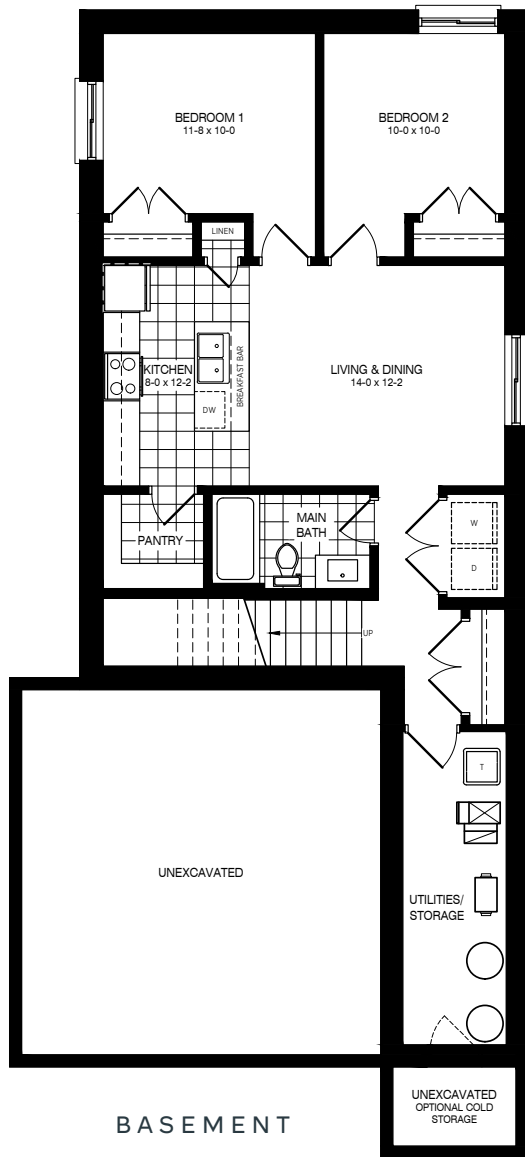 BEDROOM 1
11-8 x 10-0
BEDROOM 2
10-0 x 10-0
LINEN
KITCHEN
8-0 x 12-2
BREAKFAST BAR
DW
LIVING & DINING
14-0 x 12-2
PANTRY
MAIN
BATH
W
D
UP
T
UNEXCAVATED
UTILITIES/
STORAGE
UNEXCAVATED
OPTIONAL COLD
STORAGE
BASEMENT